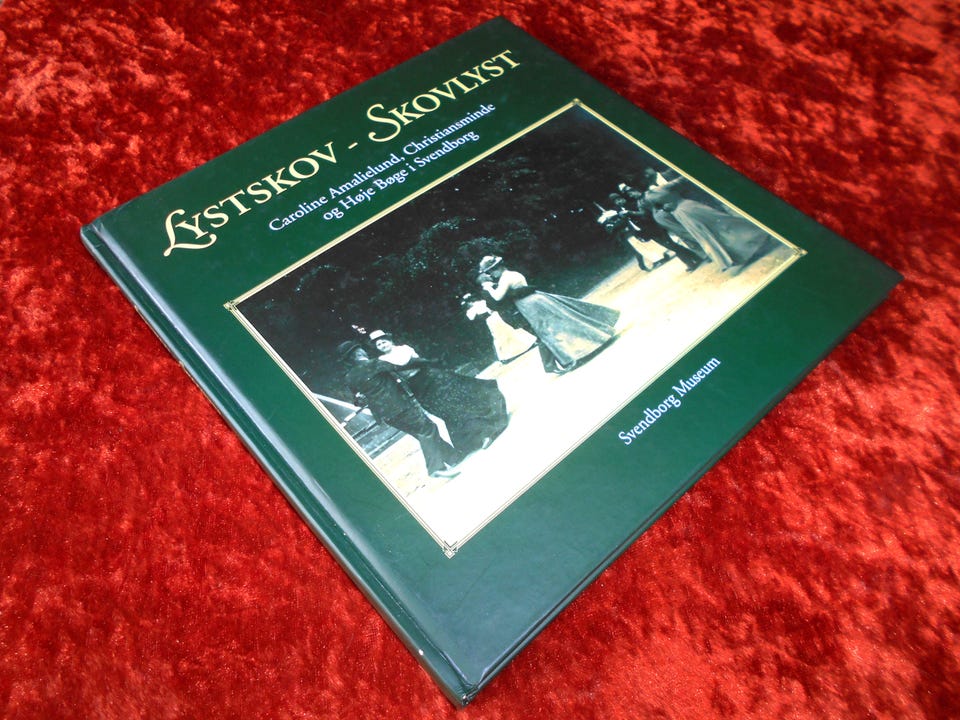 LYSTSKOV - SKOVLYST
Caroline Amalielund, Christiansminde
og Høje Bøge i Svendborg
Svendborg Museum